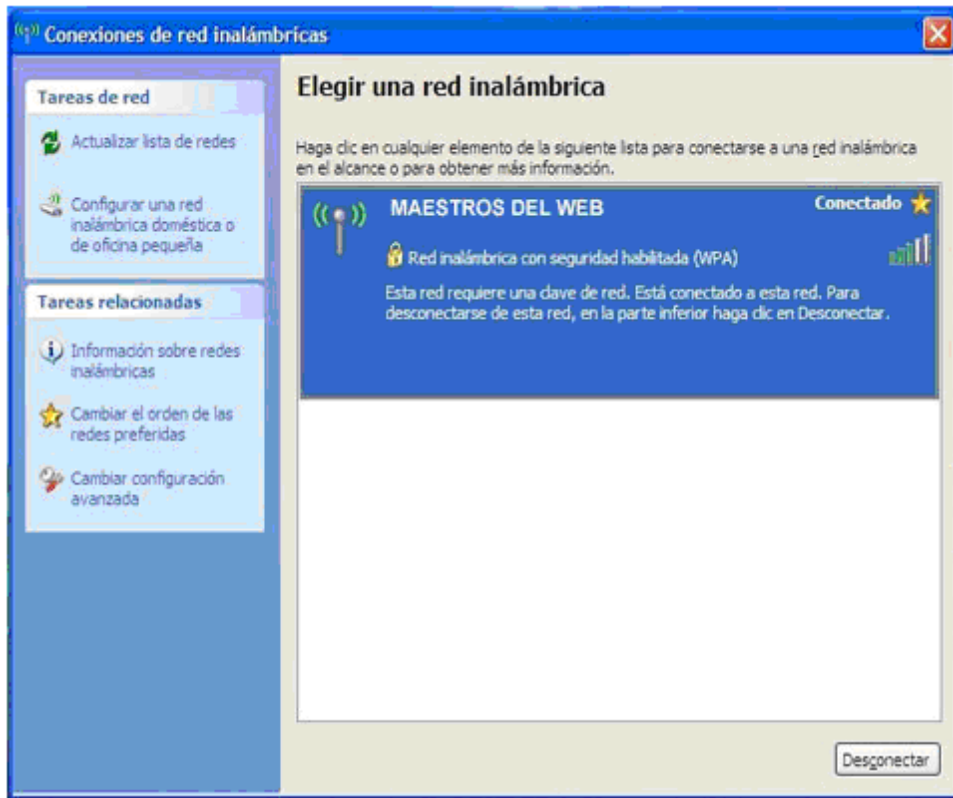 Conexiones de red inalámbricas
Tareas de red
Actualizar lista de redes
Configurar una red
inalámbrica doméstica o
de oficina pequeña
Tareas relacionadas
Información sobre redes
inalámbricas
Cambiar el orden de las
redes preferidas
Cambiar configuración
avanzada
Elegir una red inalámbrica
Haga clic en cualquier elemento de la siguiente lista para conectarse a una red inalámbrica
en el alcance o para obtener más información.
MAESTROS DEL WEB
Conectado
Red inalámbrica con seguridad habilitada (WPA)
Esta red requiere una clave de red. Está conectado a esta red. Para
desconectarse de esta red, en la parte inferior haga clic en Desconectar.
Desconectar